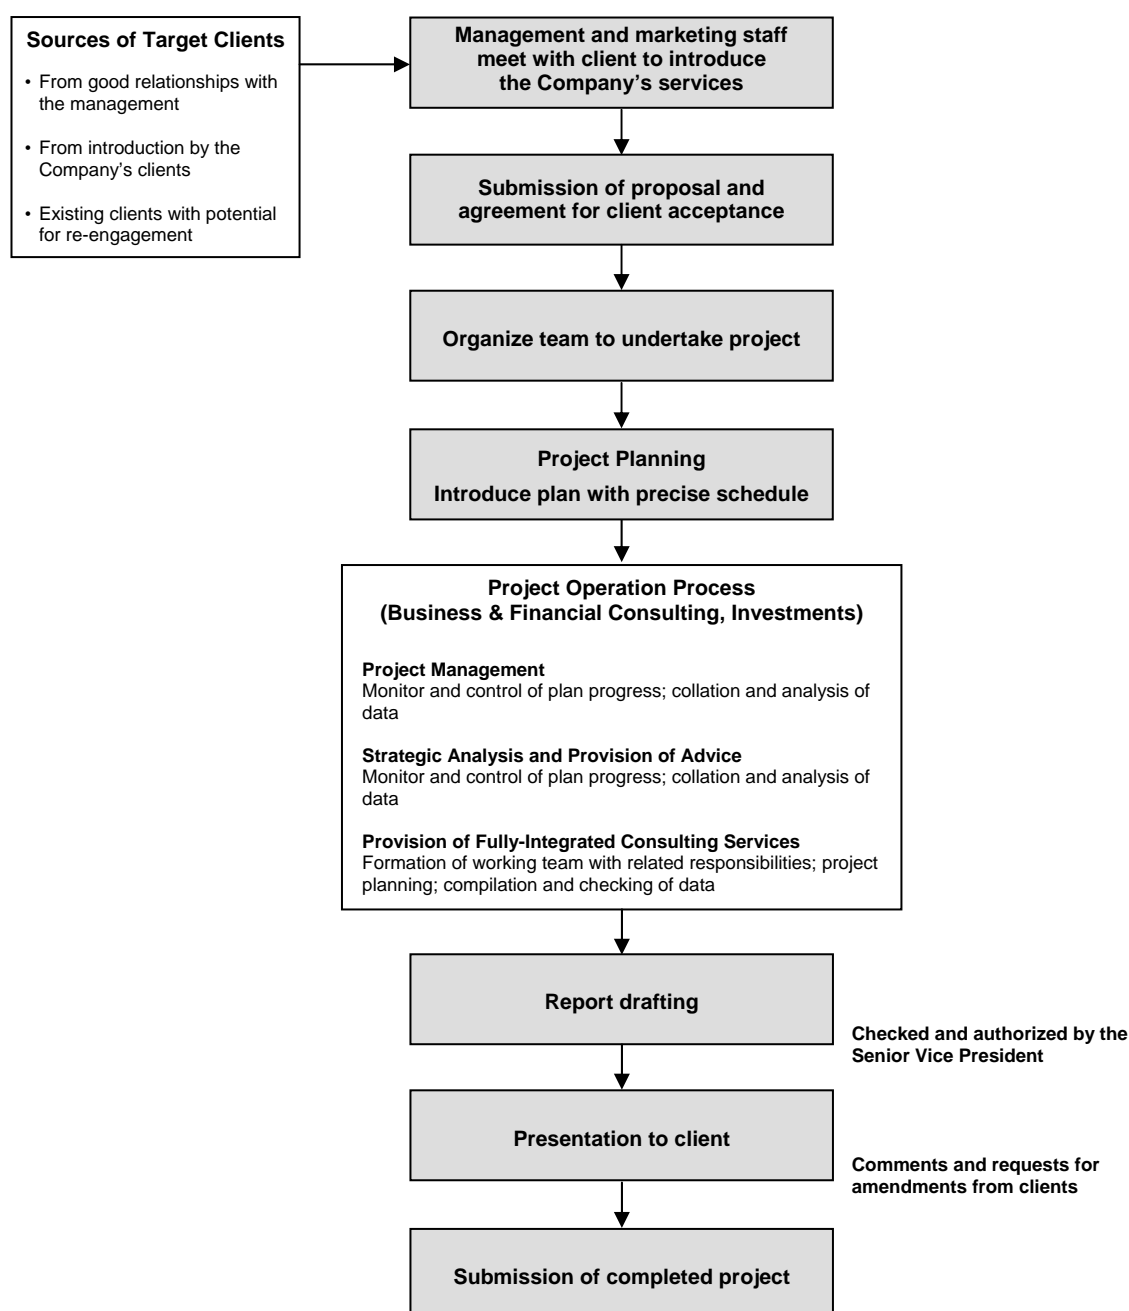 Sources of Target Clients
• From good relationships with
the management
• From introduction by the
Company’s clients
• Existing clients with potential
for re-engagement
Management and marketing staff
meet with client to introduce
the Company’s services
Submission of proposal and
agreement for client acceptance
Organize team to undertake project
Project Planning
Introduce plan with precise schedule
Project Operation Process
(Business & Financial Consulting, Investments)
Project Management
Monitor and control of plan progress; collation and analysis of
data
Strategic Analysis and Provision of Advice
Monitor and control of plan progress; collation and analysis of
data
Provision of Fully-Integrated Consulting Services
Formation of working team with related responsibilities; project
planning; compilation and checking of data
Report drafting
Checked and authorized by the
Senior Vice President
Presentation to client
Comments and requests for
amendments from clients
Submission of completed project